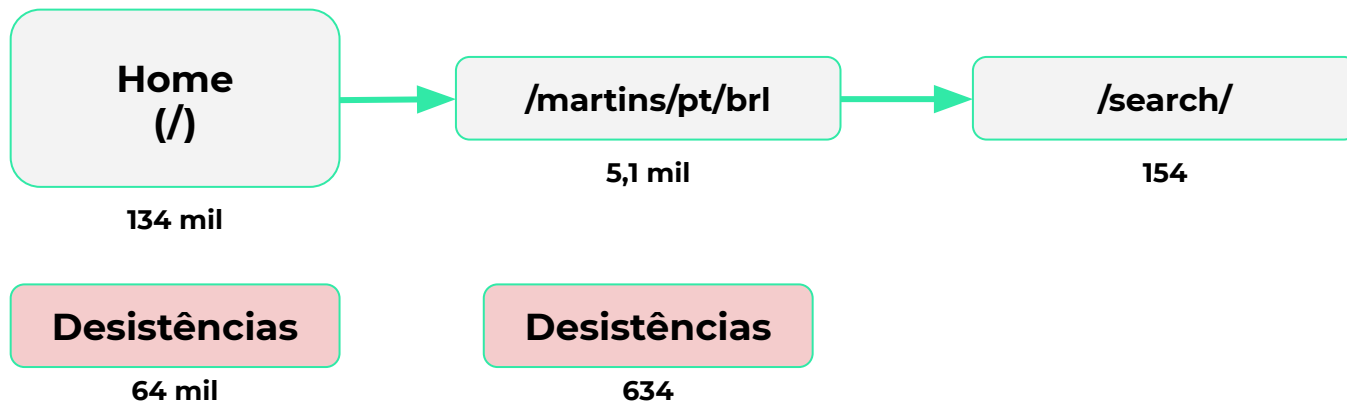 Home
(/)
134 mil
/martins/pt/brl
5,1 mil
/search/
154
Desistências
64 mil
Desistências
634